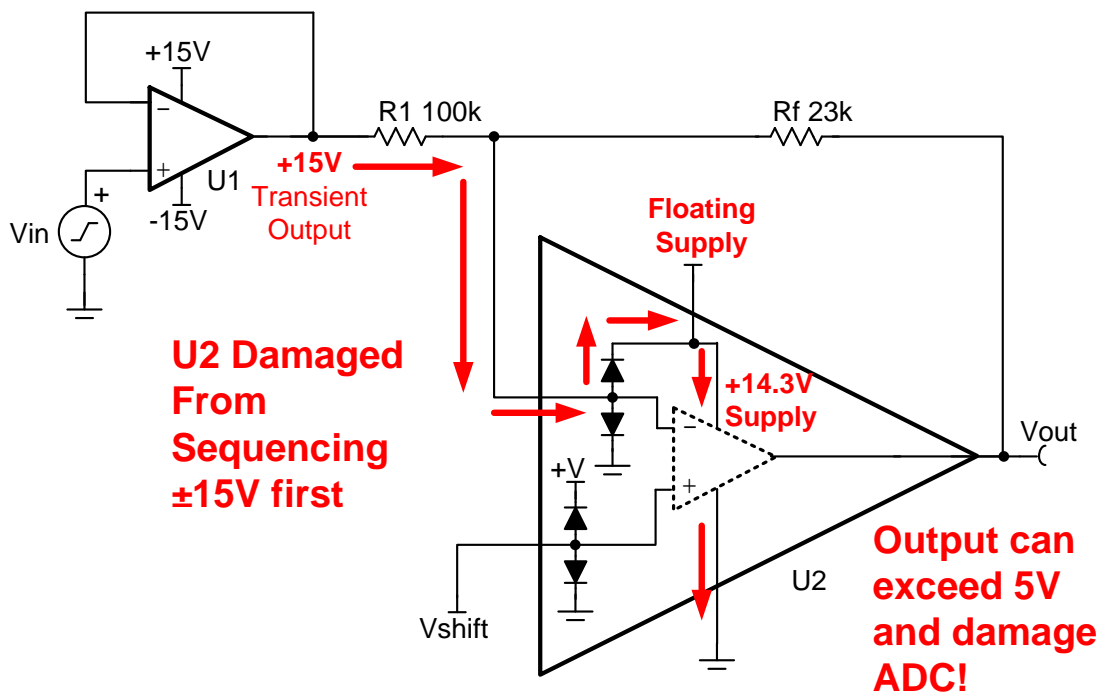 +15V
−
+
U1
-15V
+
Vin
R1 100k
Rf 23k
+15V
Transient
Output
Floating
Supply
U2 Damaged
From
Sequencing
±15V first
+14.3V
Supply
−
+
+V
Vshift
U2
Vout
Output can
exceed 5V
and damage
ADC!